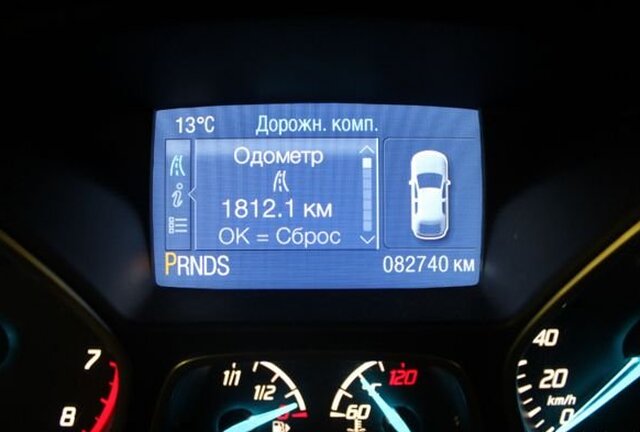 13°C Дорожн. комп.
Одометр
1812.1 км
OK = Сброс
PRNDS 082740 км
7
8
1/1
1/2
0
60
120
40
20
km/h
0